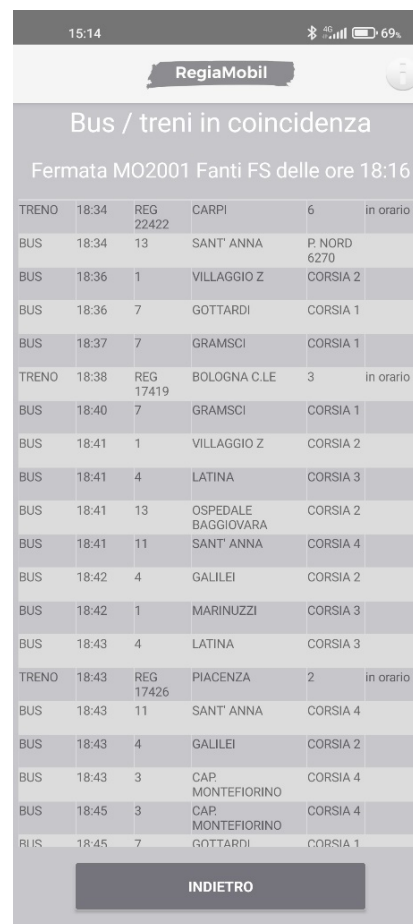 15:14 4G 69%
RegiaMobil i
Bus / treni in coincidenza
Fermata MO2001 Fanti FS delle ore 18:16
TRENO 18:34 REG 22422 CARPI 6 in orario
BUS 18:34 13 SANT' ANNA P. NORD 6270
BUS 18:36 1 VILLAGGIO Z CORSIA 2
BUS 18:36 7 GOTTARDI CORSIA 1
BUS 18:37 7 GRAMSCI CORSIA 1
TRENO 18:38 REG 17419 BOLOGNA C.LE 3 in orario
BUS 18:40 7 GRAMSCI CORSIA 1
BUS 18:41 1 VILLAGGIO Z CORSIA 2
BUS 18:41 4 LATINA CORSIA 3
BUS 18:41 13 OSPEDALE BAGGIOVARA CORSIA 2
BUS 18:41 11 SANT' ANNA CORSIA 4
BUS 18:42 4 GALILEI CORSIA 2
BUS 18:42 1 MARINUZZI CORSIA 3
BUS 18:43 4 LATINA CORSIA 3
TRENO 18:43 REG 17426 PIACENZA 2 in orario
BUS 18:43 11 SANT' ANNA CORSIA 4
BUS 18:43 4 GALILEI CORSIA 2
BUS 18:43 3 CAP. MONTEFIORINO CORSIA 4
BUS 18:45 3 CAP. MONTEFIORINO CORSIA 4
BUS 18:45 7 GOTTARDI CORSIA 1
INDIETRO